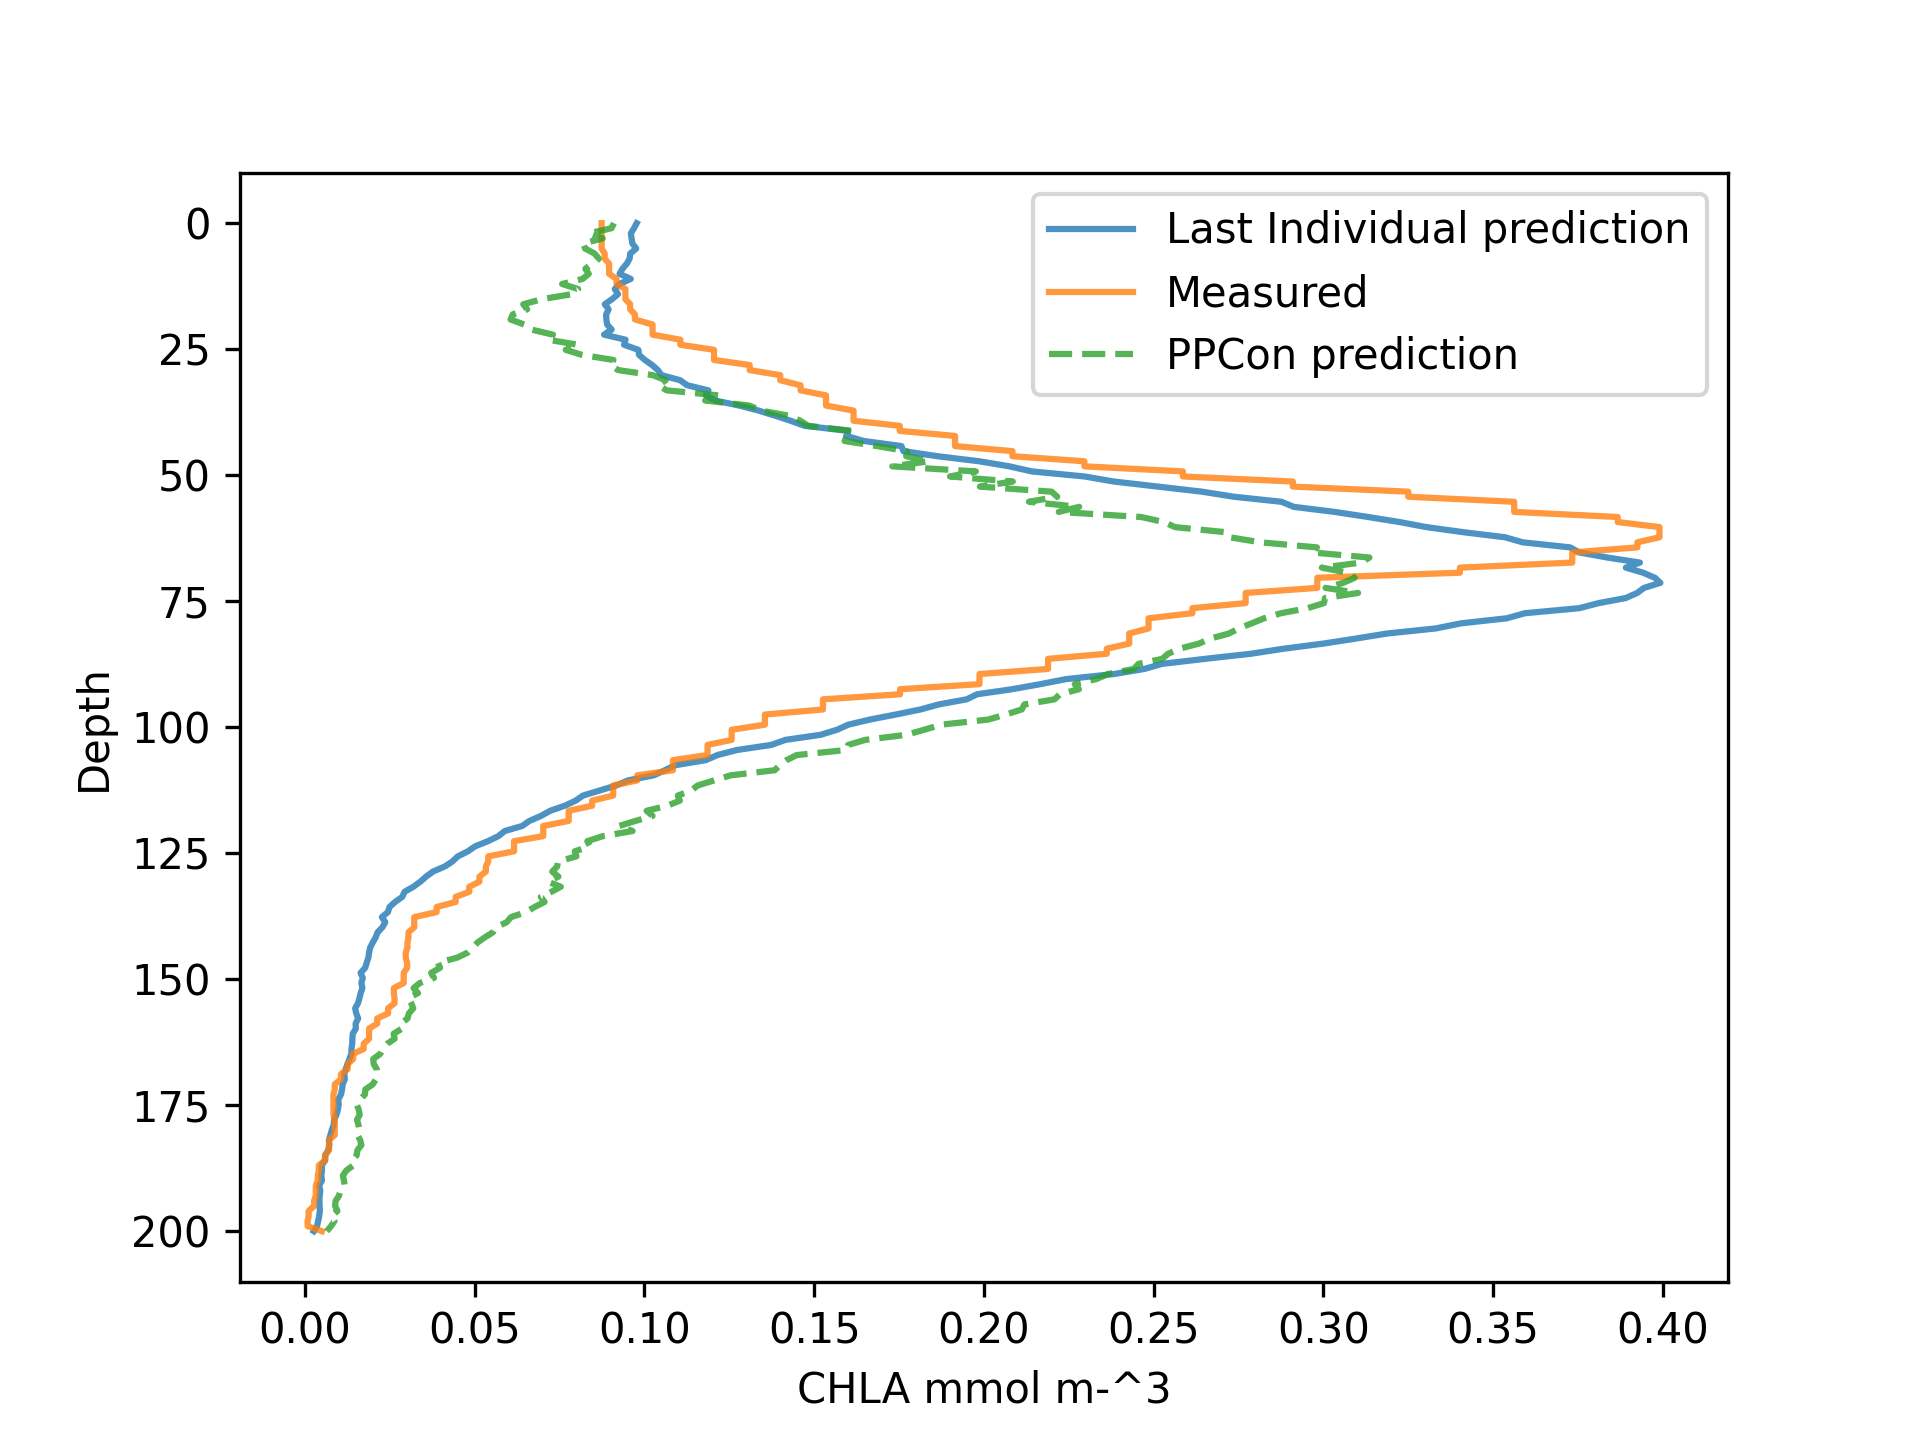 Last Individual prediction
Measured
PPCon prediction
Depth
0
25
50
75
100
125
150
175
200
0.00 0.05 0.10 0.15 0.20 0.25 0.30 0.35 0.40
CHLA mmol m-^3